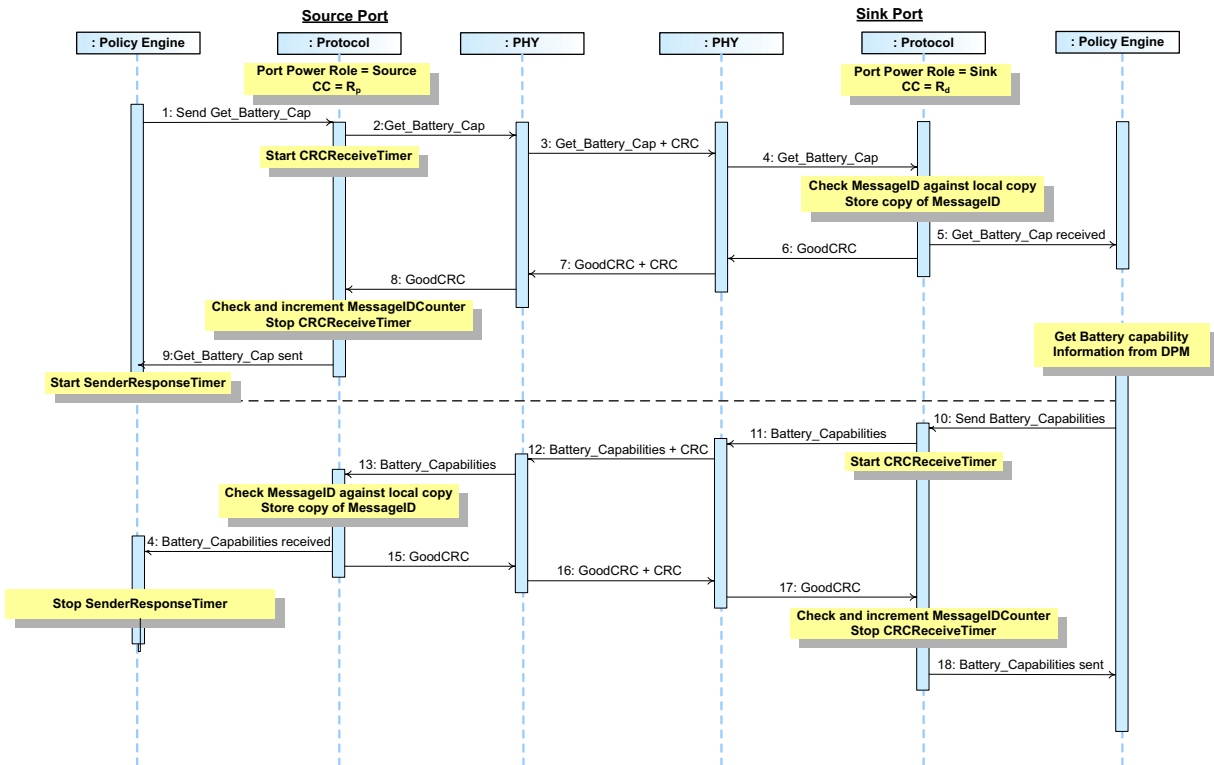 Source Port
Sink Port
: Policy Engine
: Protocol
: PHY
: PHY
: Protocol
: Policy Engine
Port Power Role = Source
CC = Rp
Port Power Role = Sink
CC = Rd
1: Send Get_Battery_Cap
2:Get_Battery_Cap
Start CRCReceiveTimer
3: Get_Battery_Cap + CRC
4: Get_Battery_Cap
Check MessageID against local copy
Store copy of MessageID
5: Get_Battery_Cap received
6: GoodCRC
7: GoodCRC + CRC
8: GoodCRC
Check and increment MessageIDCounter
Stop CRCReceiveTimer
9:Get_Battery_Cap sent
Start SenderResponseTimer
Get Battery capability
Information from DPM
10: Send Battery_Capabilities
11: Battery_Capabilities
Start CRCReceiveTimer
12: Battery_Capabilities + CRC
13: Battery_Capabilities
Check MessageID against local copy
Store copy of MessageID
4: Battery_Capabilities received
15: GoodCRC
16: GoodCRC + CRC
17: GoodCRC
Stop SenderResponseTimer
Check and increment MessageIDCounter
Stop CRCReceiveTimer
18: Battery_Capabilities sent